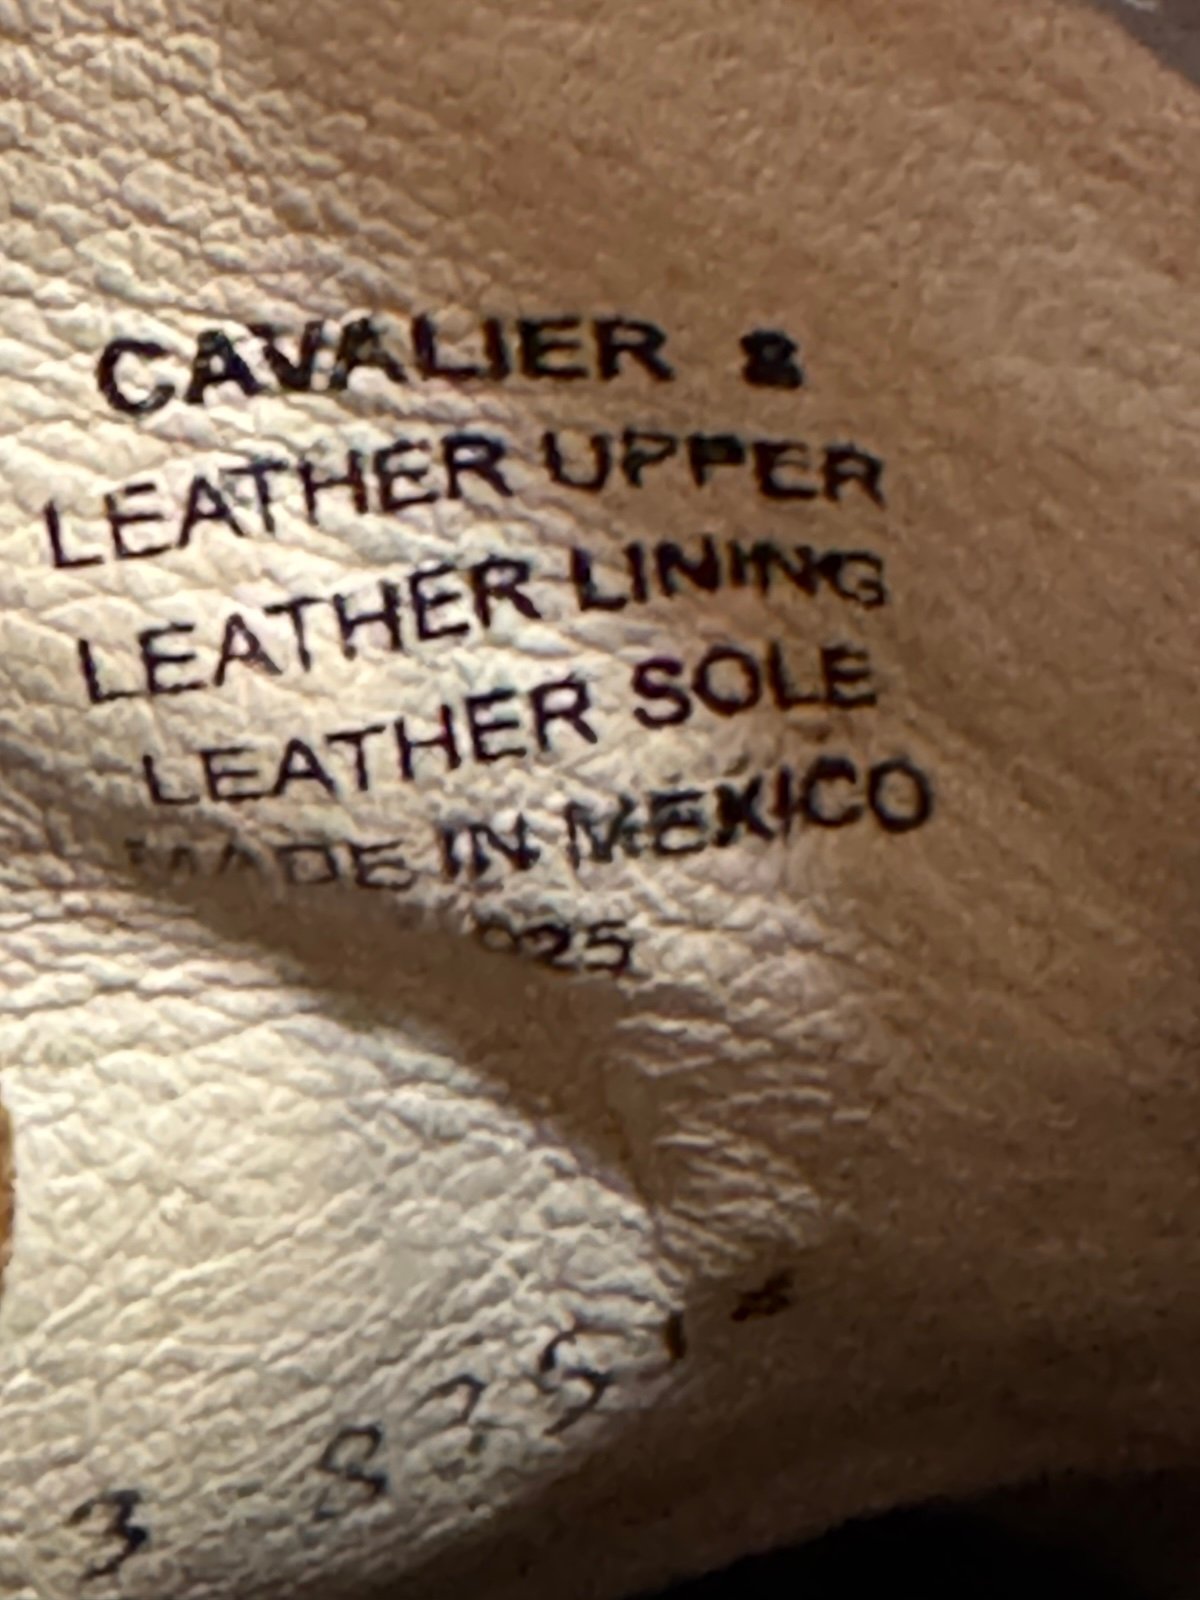 CAVALIER 8
LEATHER UPPER
LEATHER LINING
LEATHER SOLE
MADE IN MEXICO